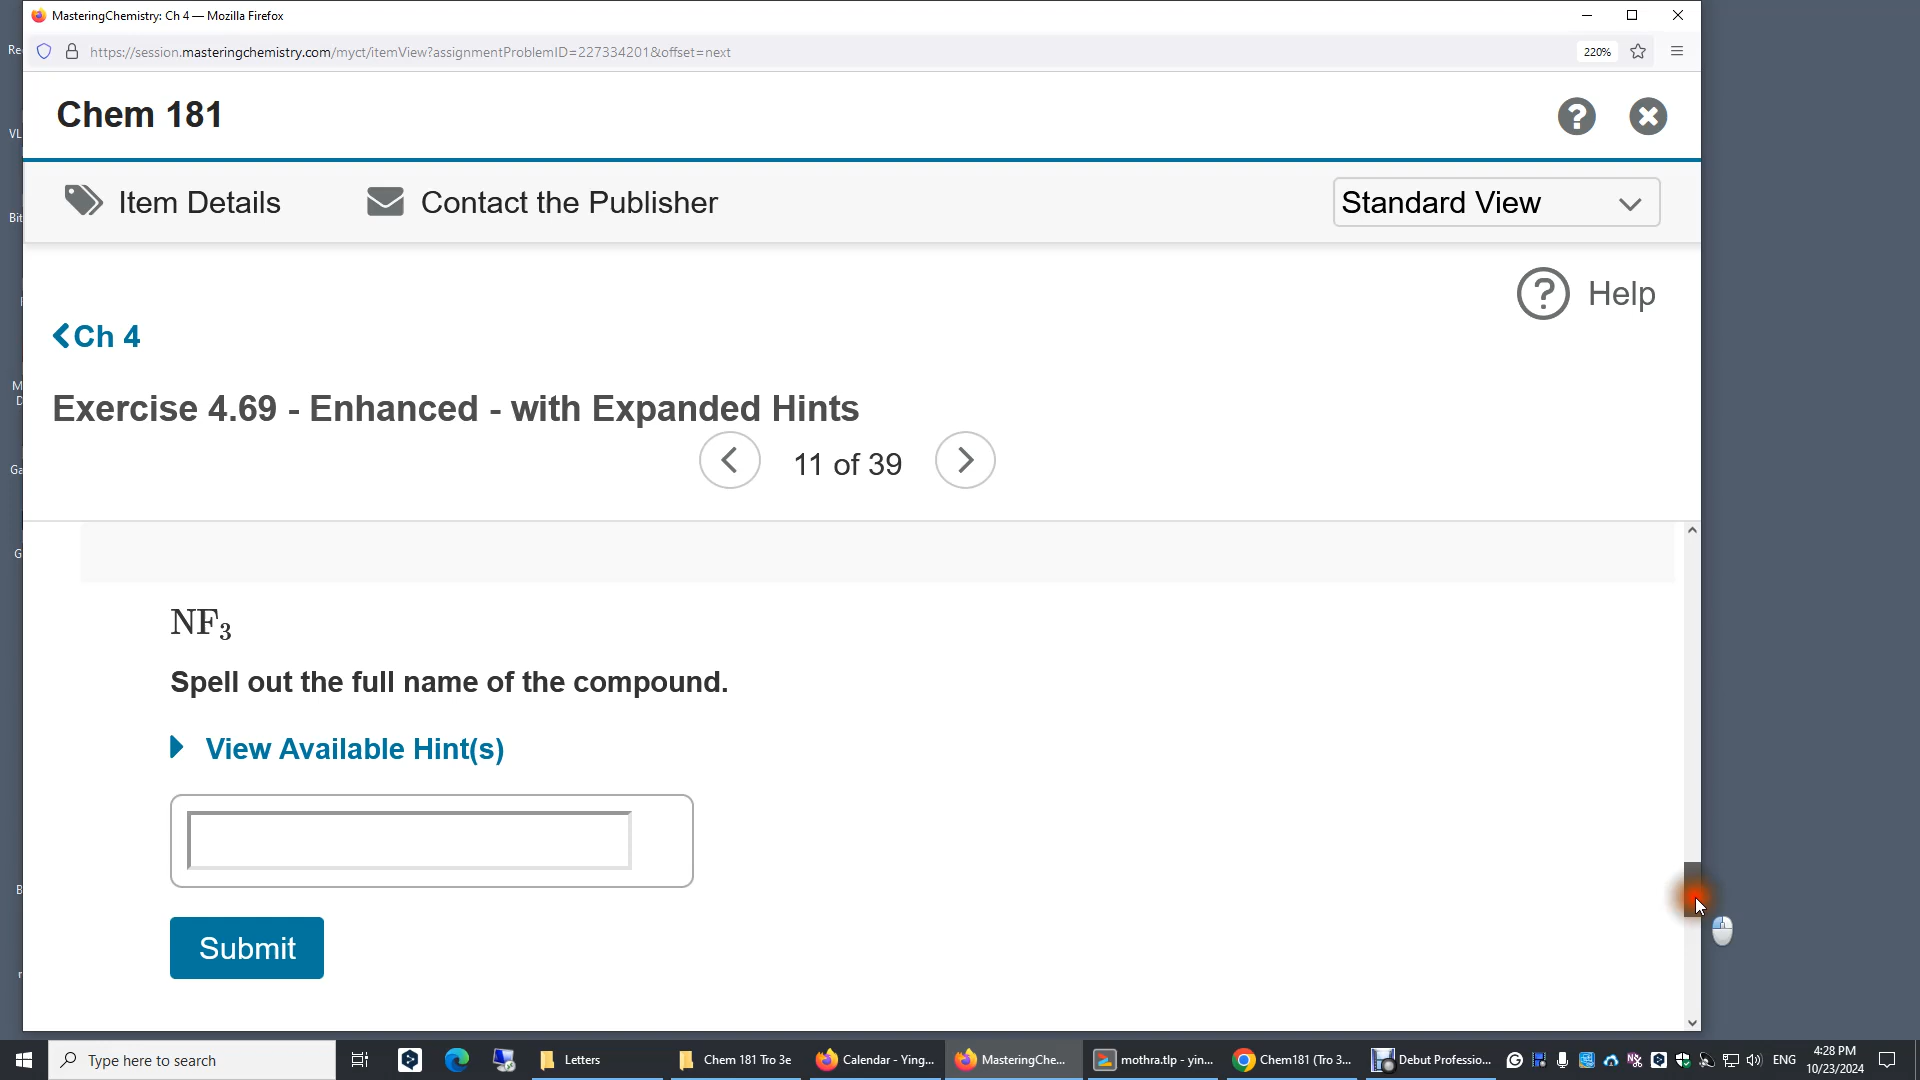 MasteringChemistry: Ch 4 — Mozilla Firefox
https://session.masteringchemistry.com/myct/itemView?assignmentProblemID=227334201&offset=next
220%
Chem 181
Item Details
Contact the Publisher
Standard View
Help
Ch 4
Exercise 4.69 - Enhanced - with Expanded Hints
11 of 39
NF₃
Spell out the full name of the compound.
View Available Hint(s)
Submit
Re
VL
Bit
M
D
Ga
G
B
Type here to search
Letters
Chem 181 Tro 3e
Calendar - Ying...
MasteringChe...
mothra.tlp - yin...
Chem181 (Tro 3...
Debut Professio...
ENG
4:28 PM
10/23/2024